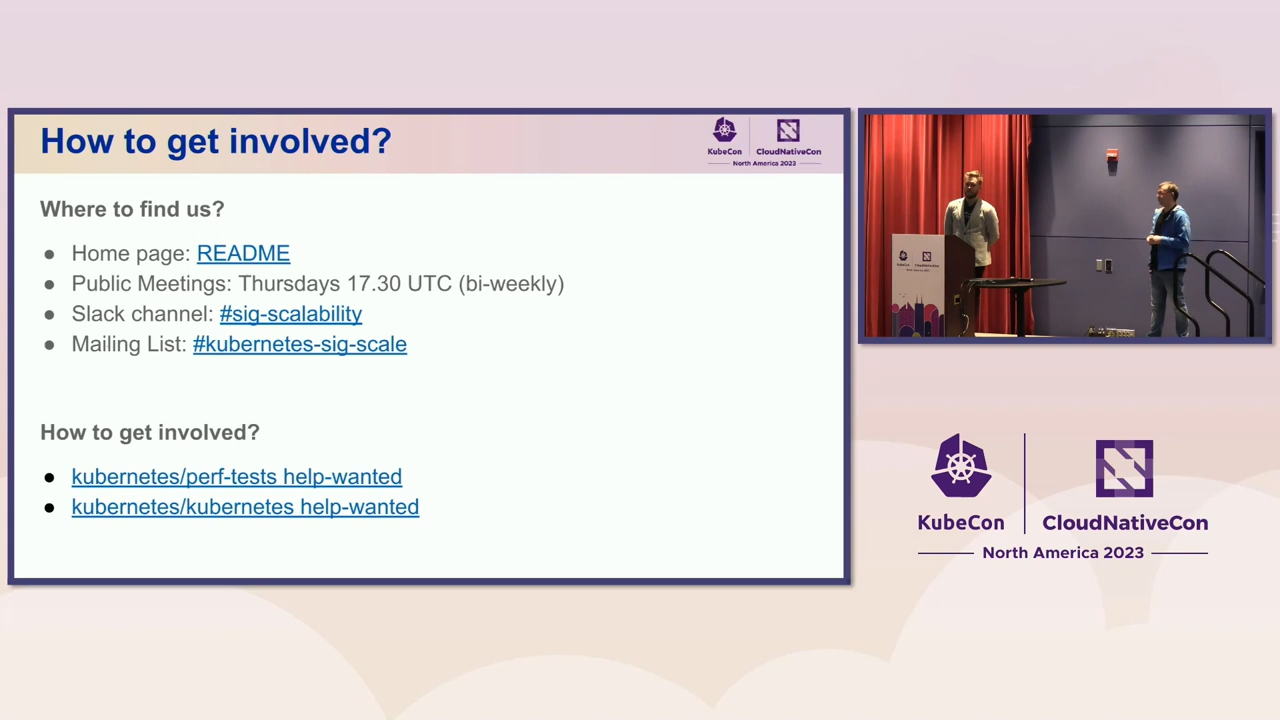 How to get involved?
KubeCon
CloudNativeCon
North America 2023
Where to find us?
● Home page: README
● Public Meetings: Thursdays 17.30 UTC (bi-weekly)
● Slack channel: #sig-scalability
● Mailing List: #kubernetes-sig-scale
How to get involved?
● kubernetes/perf-tests help-wanted
● kubernetes/kubernetes help-wanted
KubeCon
CloudNativeCon
KubeCon
CloudNativeCon
North America 2023